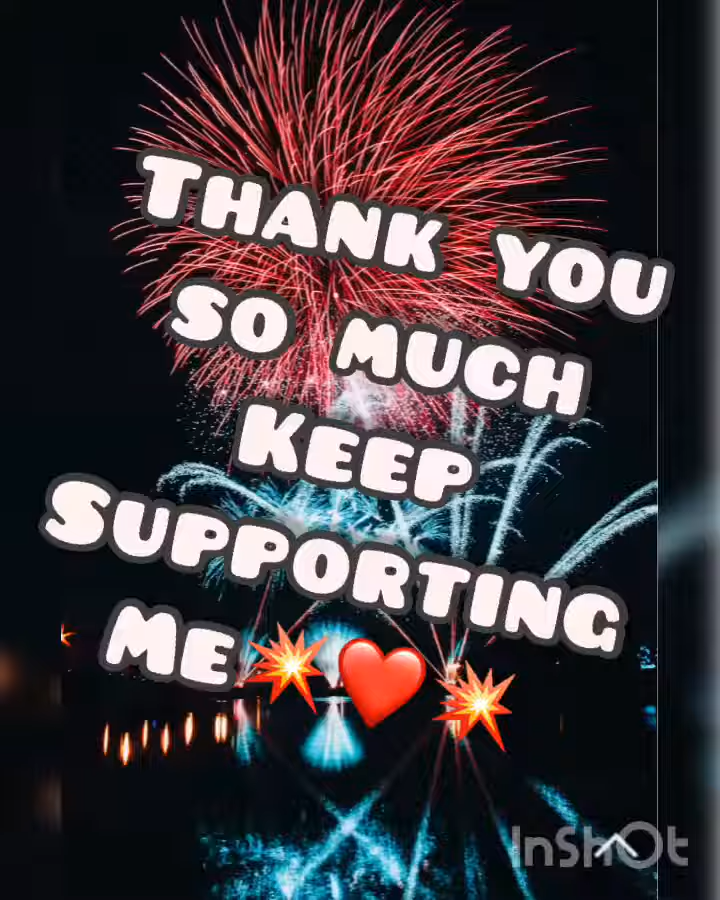 Thank you
so much
Keep
Supporting
me💥❤️💥
InShOt